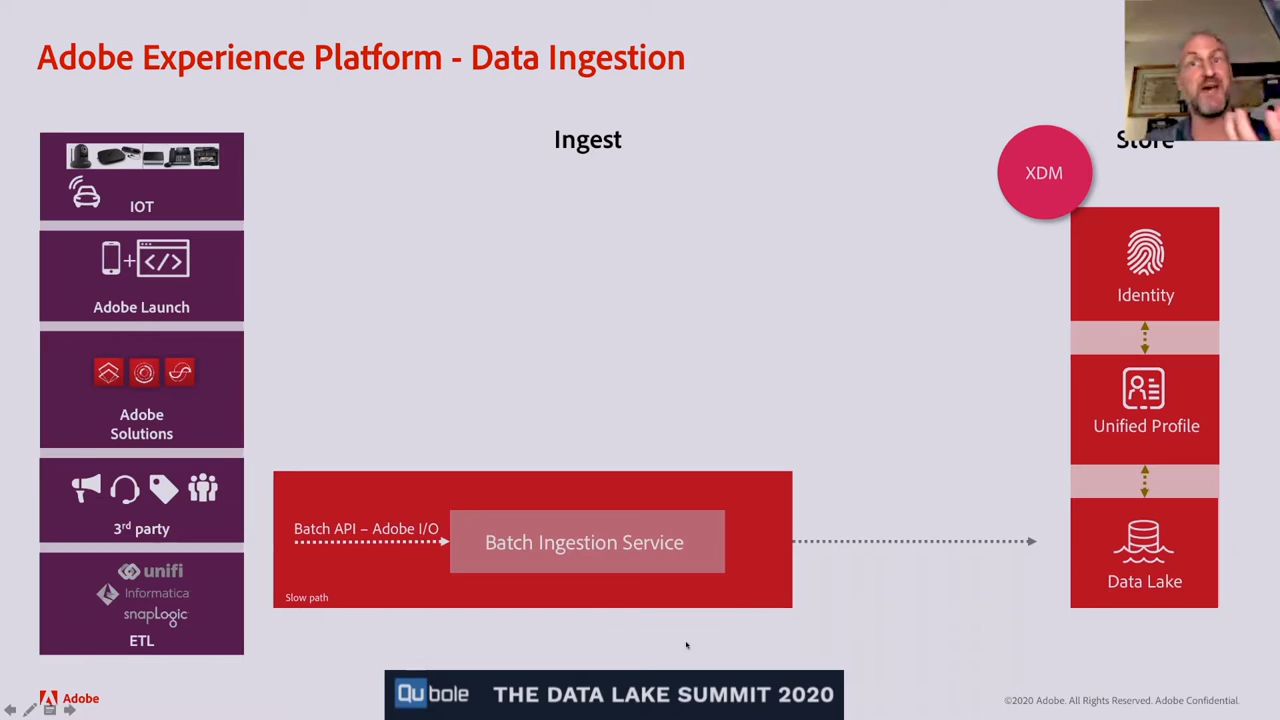 Adobe Experience Platform - Data Ingestion
Ingest
Store
XDM
IOT
Adobe Launch
Adobe
Solutions
3rd party
unifi
Informatica
snapLogic
ETL
Batch API – Adobe I/O
Batch Ingestion Service
Slow path
Identity
Unified Profile
Data Lake
Adobe
Qubole THE DATA LAKE SUMMIT 2020
©2020 Adobe. All Rights Reserved. Adobe Confidential.